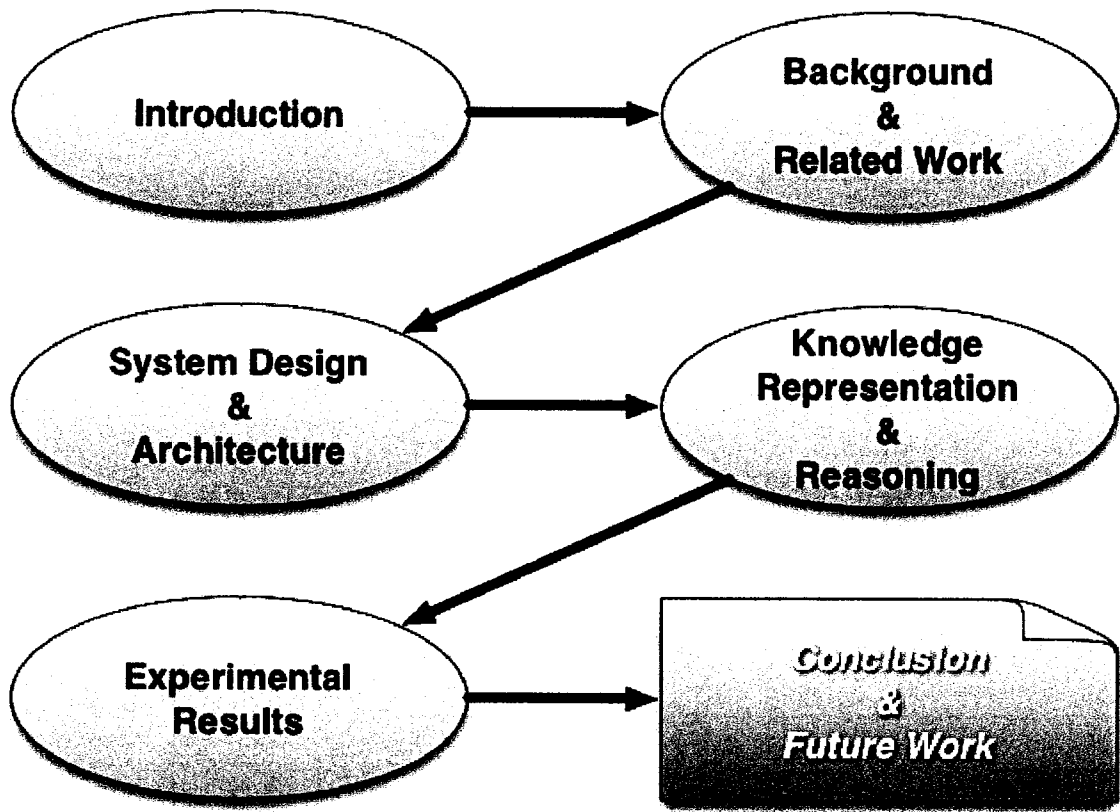 Introduction
Background
&
Related Work
System Design
&
Architecture
Knowledge
Representation
&
Reasoning
Experimental
Results
Conclusion
&
Future Work